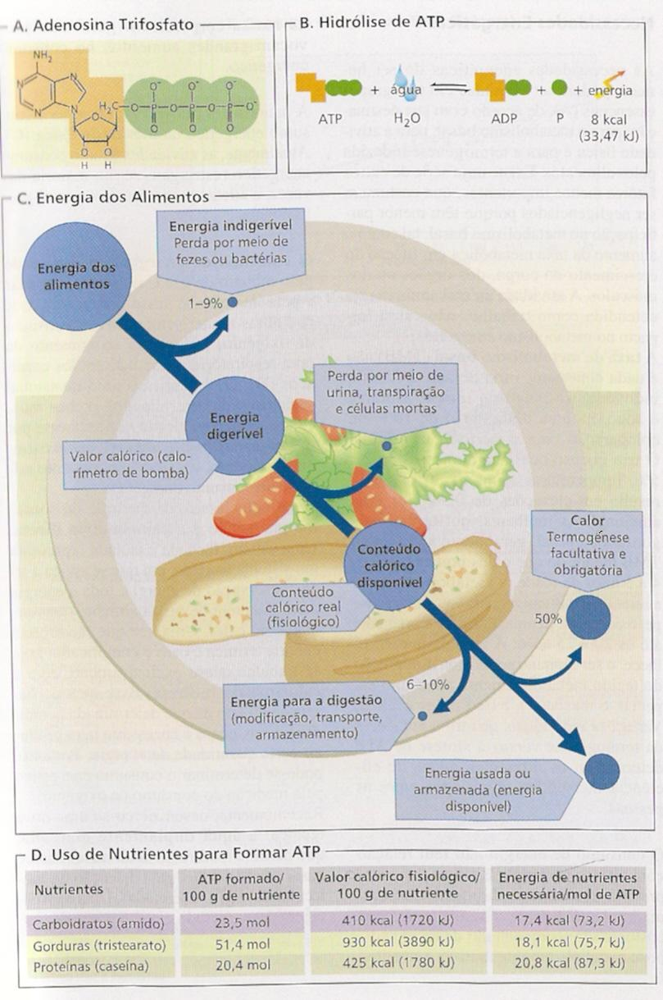 A. Adenosina Trifosfato
NH₂
N
N
N
N
H₂C
O
O⁻
O⁻
O⁻
O
P
O
P
O
P
O⁻
O
O
O
O
O
O
H
H
B. Hidrólise de ATP
+ água
+
+ energia
ATP
H₂O
ADP
P
8 kcal
(33,47 kJ)
C. Energia dos Alimentos
Energia dos
alimentos
Energia indigerível
Perda por meio de
fezes ou bactérias
1–9%
Energia
digerível
Perda por meio de
urina, transpiração
e células mortas
Valor calórico (calo-
rímetro de bomba)
Conteúdo
calórico
disponível
Conteúdo
calórico real
(fisiológico)
Calor
Termogênese
facultativa e
obrigatória
50%
6–10%
Energia para a digestão
(modificação, transporte,
armazenamento)
Energia usada ou
armazenada (energia
disponível)
D. Uso de Nutrientes para Formar ATP
Nutrientes
ATP formado/
100 g de nutriente
Valor calórico fisiológico/
100 g de nutriente
Energia de nutrientes
necessária/mol de ATP
Carboidratos (amido) 23,5 mol 410 kcal (1720 kJ) 17,4 kcal (73,2 kJ)
Gorduras (tristearato) 51,4 mol 930 kcal (3890 kJ) 18,1 kcal (75,7 kJ)
Proteínas (caseína) 20,4 mol 425 kcal (1780 kJ) 20,8 kcal (87,3 kJ)